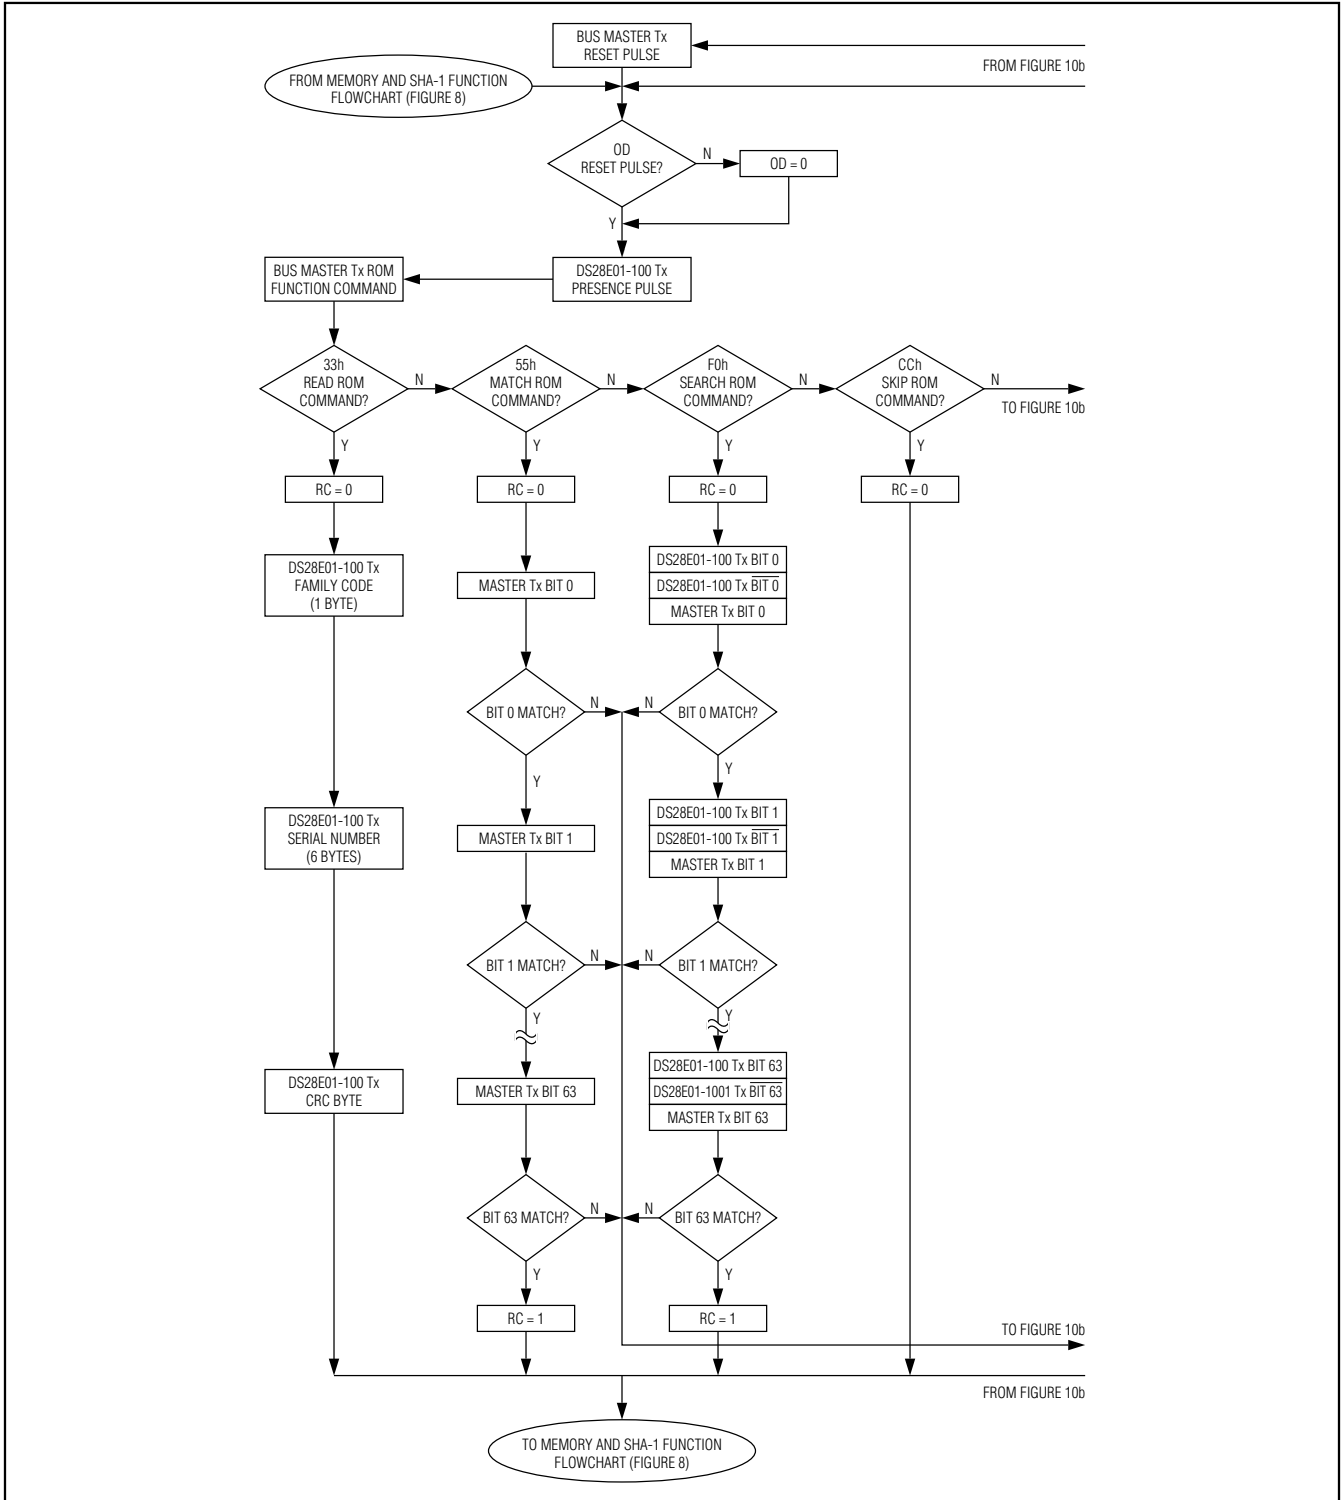 BUS MASTER Tx
RESET PULSE
FROM FIGURE 10b
FROM MEMORY AND SHA-1 FUNCTION
FLOWCHART (FIGURE 8)
OD
RESET PULSE?
N
OD = 0
Y
BUS MASTER Tx ROM
FUNCTION COMMAND
DS28E01-100 Tx
PRESENCE PULSE
33h
READ ROM
COMMAND?
N
55h
MATCH ROM
COMMAND?
N
F0h
SEARCH ROM
COMMAND?
N
CCh
SKIP ROM
COMMAND?
N
TO FIGURE 10b
Y
Y
Y
Y
RC = 0
RC = 0
RC = 0
RC = 0
DS28E01-100 Tx
FAMILY CODE
(1 BYTE)
MASTER Tx BIT 0
DS28E01-100 Tx BIT 0
DS28E01-100 Tx B̅I̅T̅ ̅0̅
MASTER Tx BIT 0
BIT 0 MATCH?
N
N
BIT 0 MATCH?
Y
Y
DS28E01-100 Tx
SERIAL NUMBER
(6 BYTES)
MASTER Tx BIT 1
DS28E01-100 Tx BIT 1
DS28E01-100 Tx B̅I̅T̅ ̅1̅
MASTER Tx BIT 1
BIT 1 MATCH?
N
N
BIT 1 MATCH?
Y
Y
DS28E01-100 Tx
CRC BYTE
MASTER Tx BIT 63
DS28E01-100 Tx BIT 63
DS28E01-1001 Tx B̅I̅T̅ ̅6̅3̅
MASTER Tx BIT 63
BIT 63 MATCH?
N
N
BIT 63 MATCH?
Y
Y
RC = 1
RC = 1
TO FIGURE 10b
FROM FIGURE 10b
TO MEMORY AND SHA-1 FUNCTION
FLOWCHART (FIGURE 8)